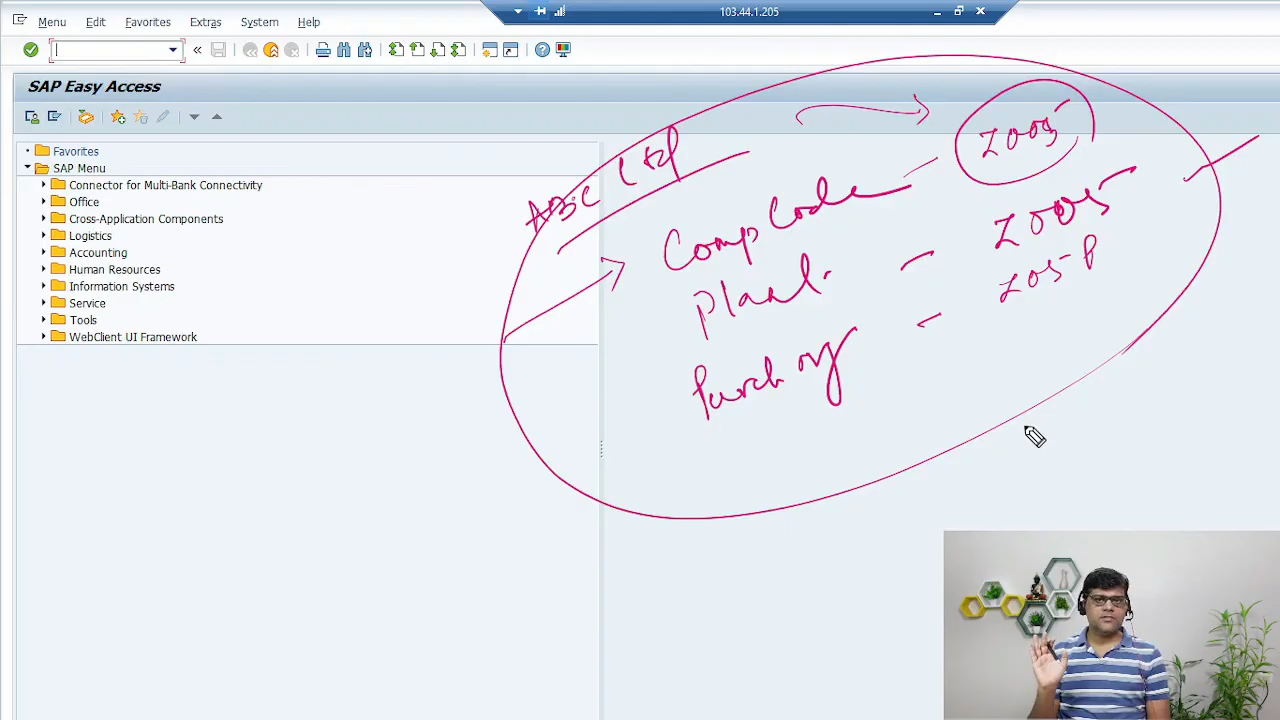 Menu Edit Favorites Extras System Help
103.44.1.205
SAP Easy Access
Favorites
SAP Menu
Connector for Multi-Bank Connectivity
Office
Cross-Application Components
Logistics
Accounting
Human Resources
Information Systems
Service
Tools
WebClient UI Framework
ABC Ltd
Comp Code - Z005
Plant - Z005
Purch org - Z05P